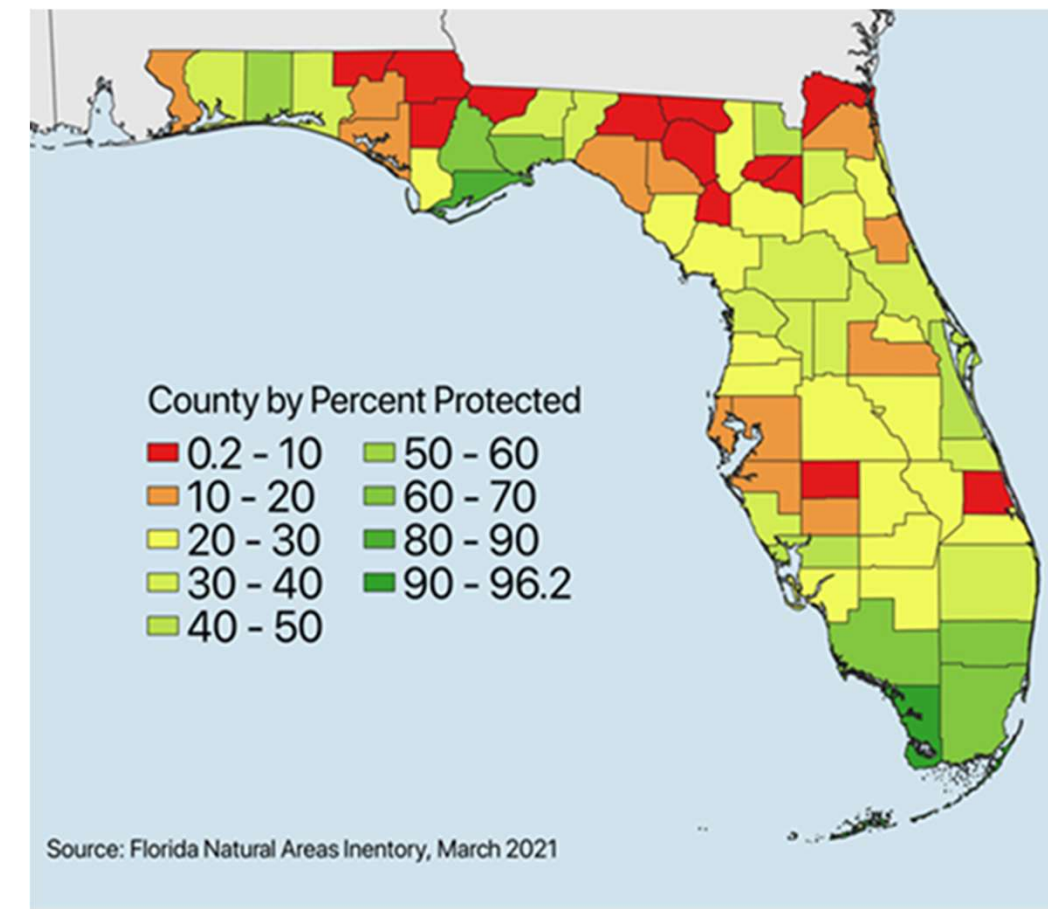 County by Percent Protected
0.2 - 10
10 - 20
20 - 30
30 - 40
40 - 50
50 - 60
60 - 70
80 - 90
90 - 96.2
Source: Florida Natural Areas Inentory, March 2021